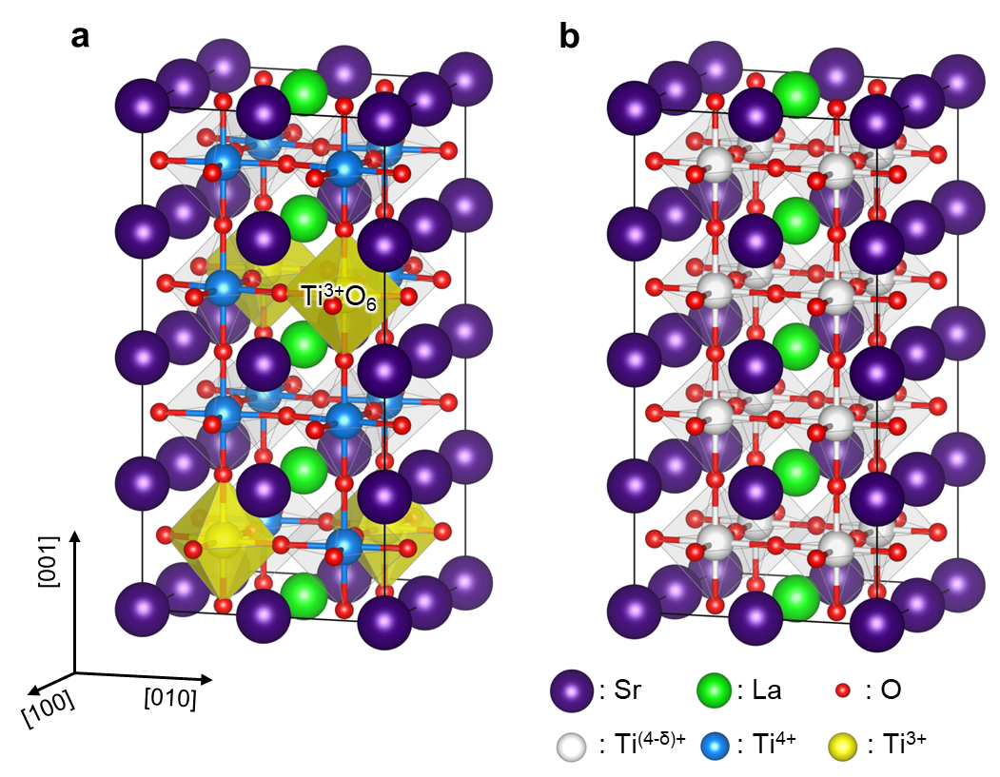 a
b
Ti³⁺O₆
[001]
[100]
[010]
: Sr
: La
: O
: Ti⁽⁴⁻ᵟ⁾⁺
: Ti⁴⁺
: Ti³⁺